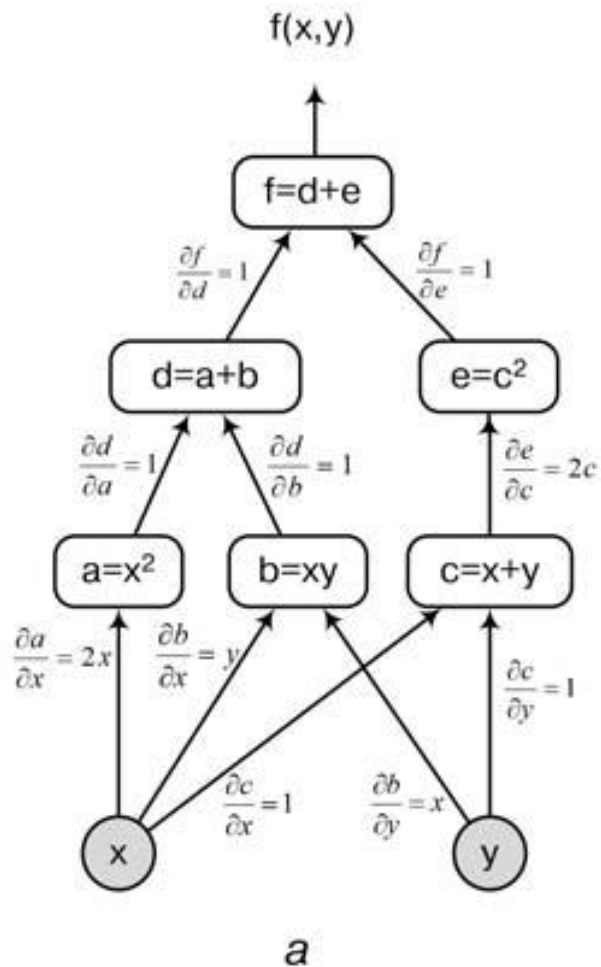 f(x,y)
f=d+e
∂f/∂d = 1
∂f/∂e = 1
d=a+b
e=c²
∂d/∂a = 1
∂d/∂b = 1
∂e/∂c = 2c
a=x²
b=xy
c=x+y
∂a/∂x = 2x
∂b/∂x = y
∂c/∂y = 1
∂c/∂x = 1
∂b/∂y = x
x
y
a